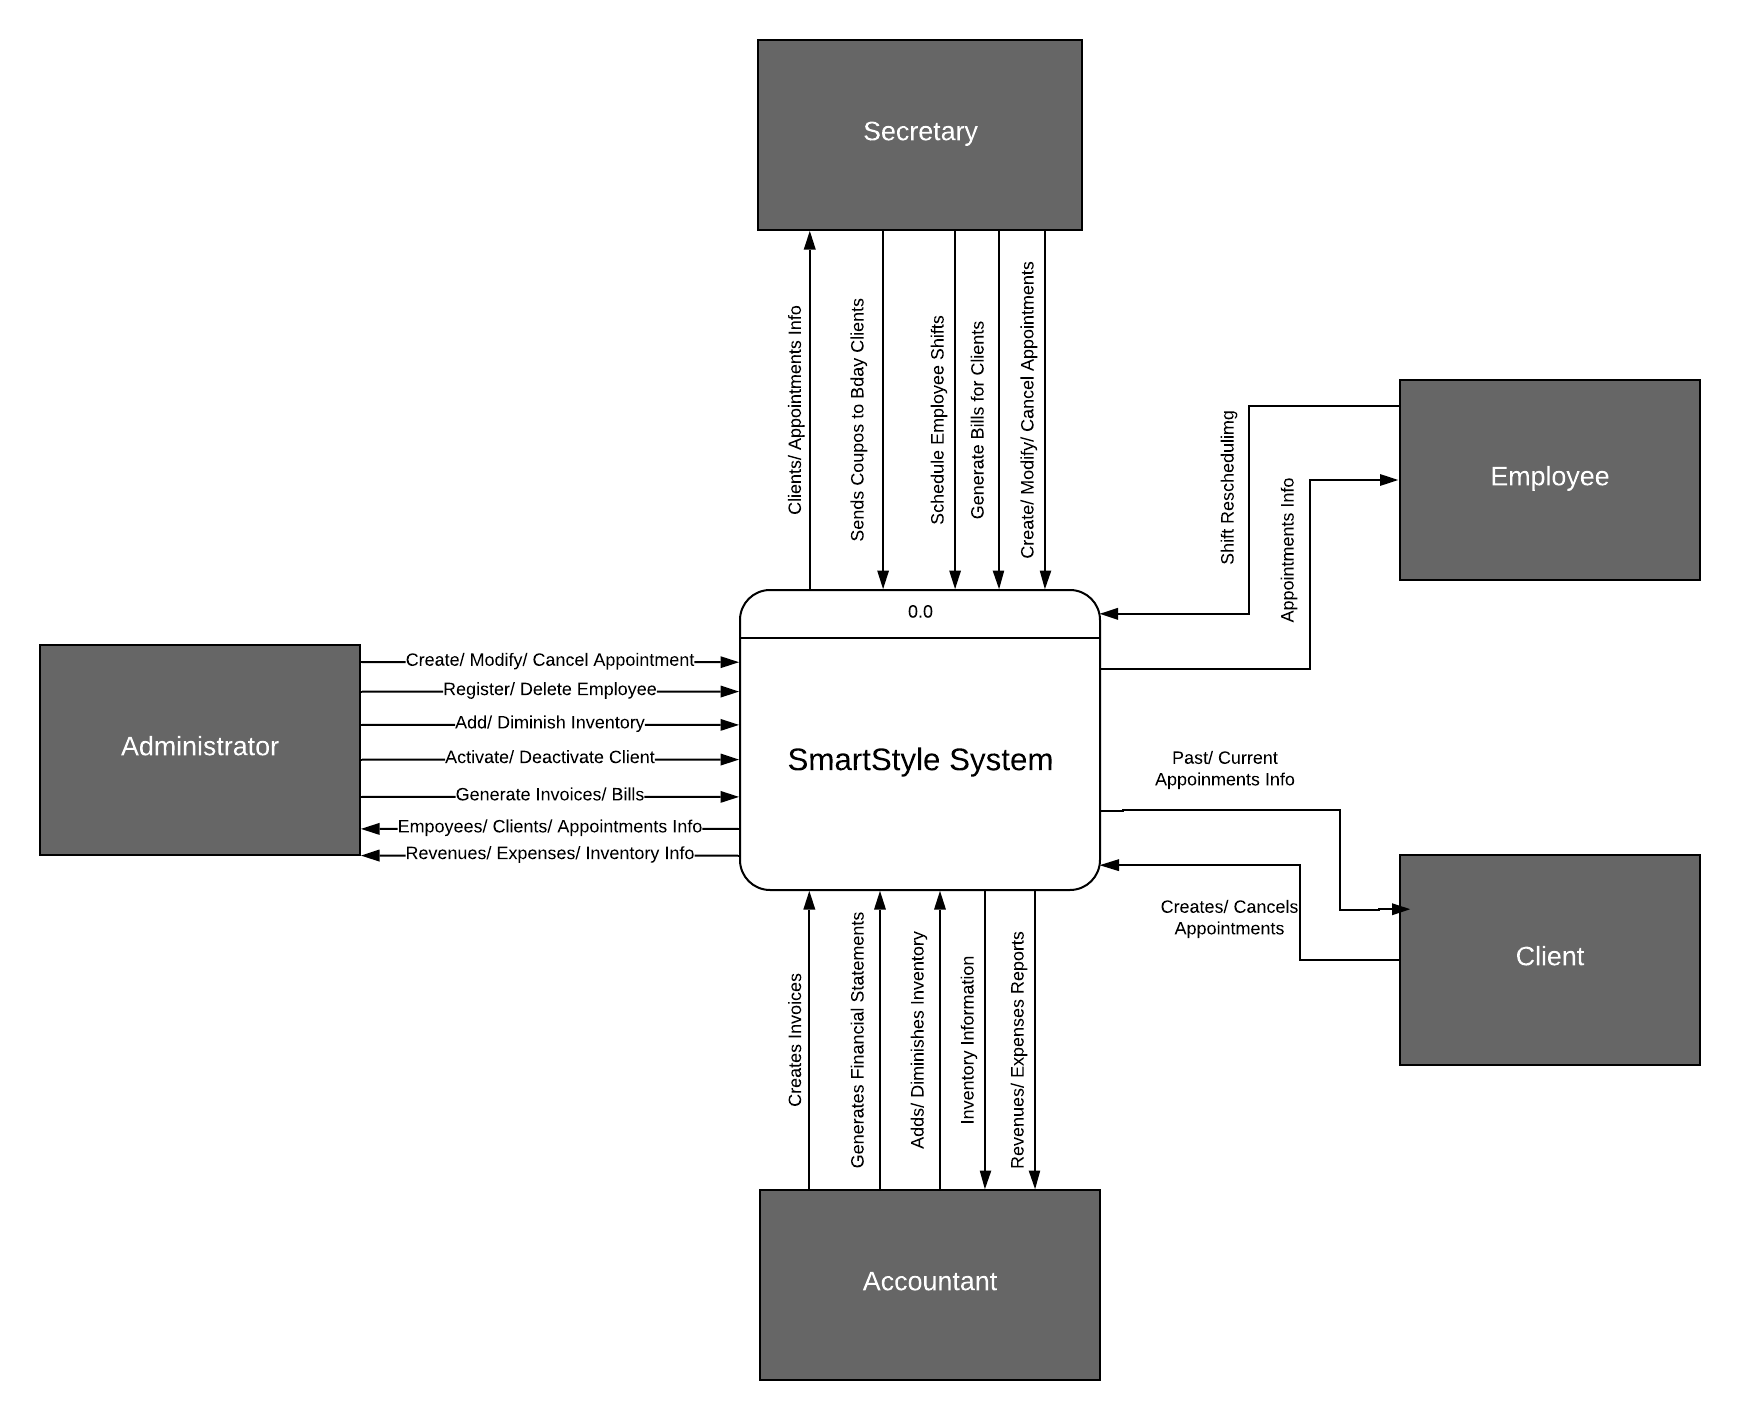 Secretary
Clients/ Appointments Info
Sends Coupos to Bday Clients
Schedule Employee Shifts
Generate Bills for Clients
Create/ Modify/ Cancel Appointments
Shift Reschedulimg
Appointments Info
Employee
0.0
SmartStyle System
Administrator
Create/ Modify/ Cancel Appointment
Register/ Delete Employee
Add/ Diminish Inventory
Activate/ Deactivate Client
Generate Invoices/ Bills
Empoyees/ Clients/ Appointments Info
Revenues/ Expenses/ Inventory Info
Past/ Current
Appoinments Info
Creates/ Cancels
Appointments
Client
Creates Invoices
Generates Financial Statements
Adds/ Diminishes Inventory
Inventory Information
Revenues/ Expenses Reports
Accountant